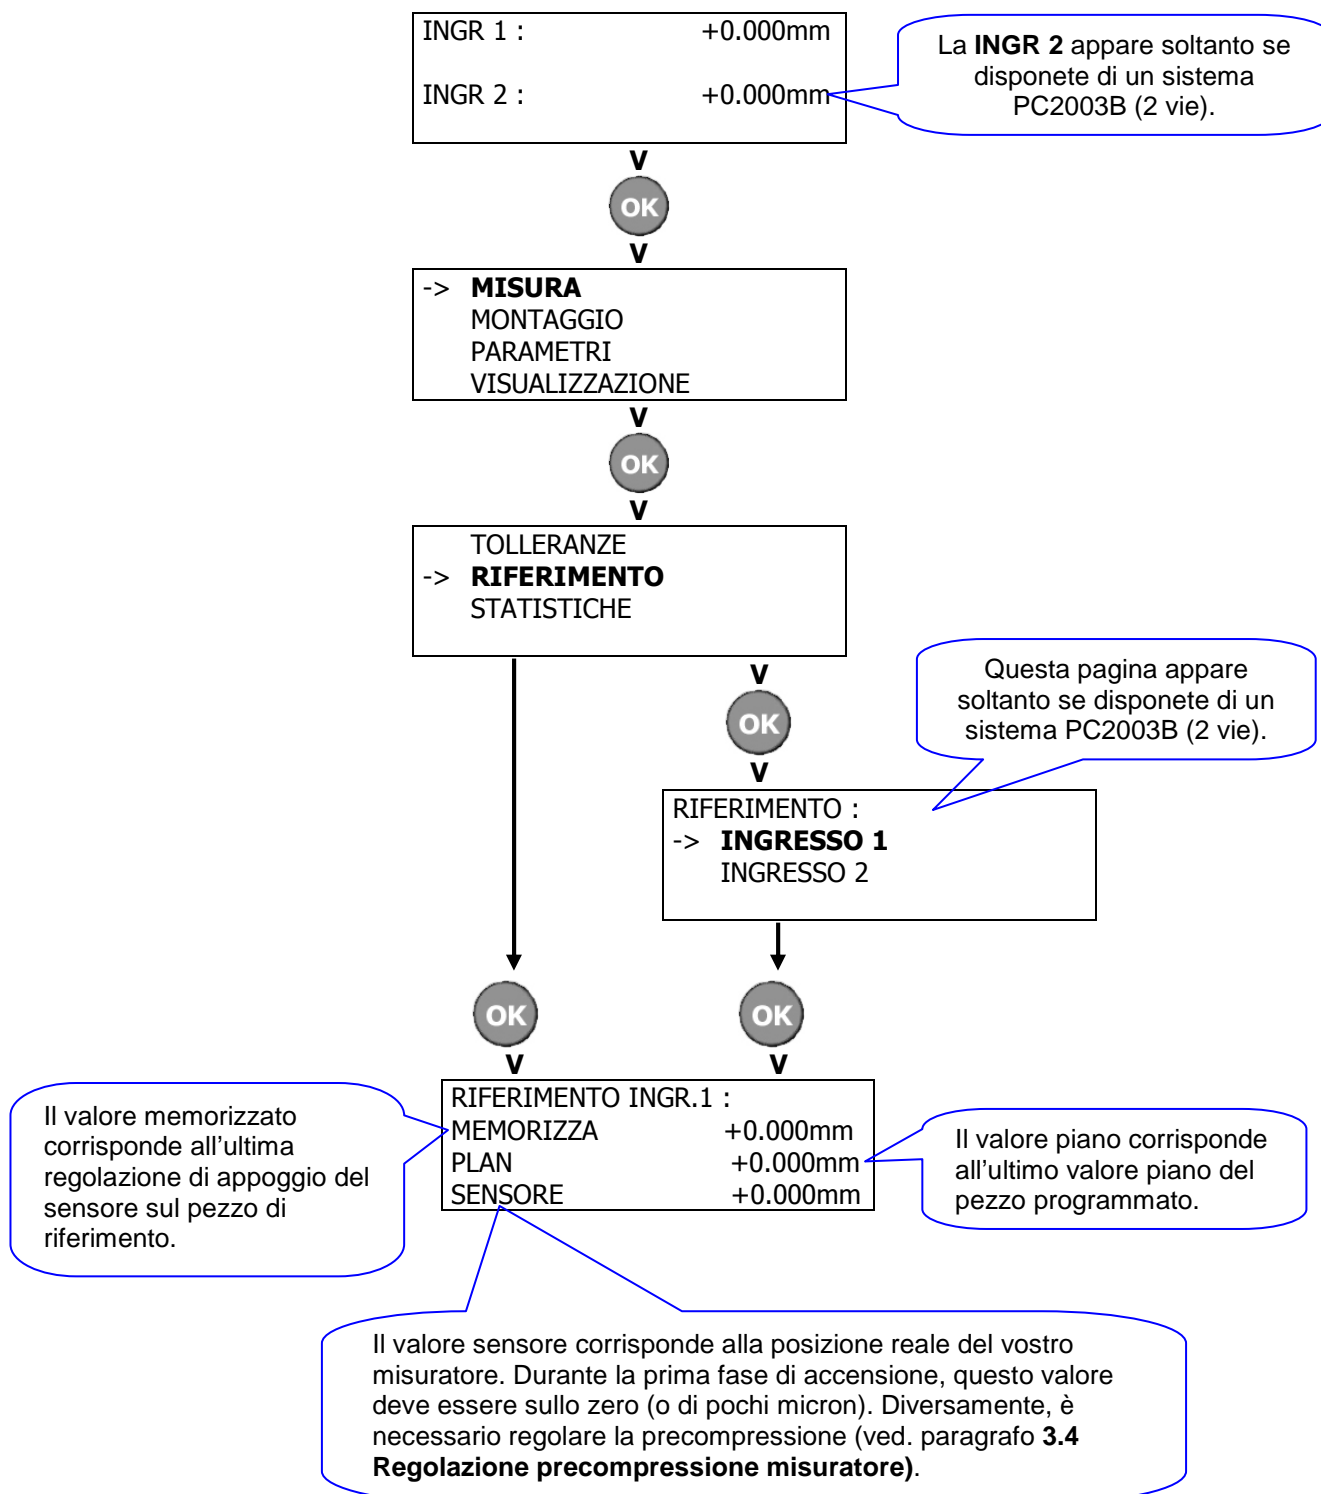 INGR 1 : +0.000mm
La INGR 2 appare soltanto se
disponete di un sistema
PC2003B (2 vie).
INGR 2 : +0.000mm
V
OK
V
-> MISURA
MONTAGGIO
PARAMETRI
VISUALIZZAZIONE
V
OK
V
TOLLERANZE
-> RIFERIMENTO
STATISTICHE
V
OK
V
Questa pagina appare
soltanto se disponete di un
sistema PC2003B (2 vie).
RIFERIMENTO :
-> INGRESSO 1
INGRESSO 2
OK
OK
V
V
RIFERIMENTO INGR.1 :
MEMORIZZA +0.000mm
PLAN +0.000mm
SENSORE +0.000mm
Il valore memorizzato
corrisponde all’ultima
regolazione di appoggio del
sensore sul pezzo di
riferimento.
Il valore piano corrisponde
all’ultimo valore piano del
pezzo programmato.
Il valore sensore corrisponde alla posizione reale del vostro
misuratore. Durante la prima fase di accensione, questo valore
deve essere sullo zero (o di pochi micron). Diversamente, è
necessario regolare la precompressione (ved. paragrafo 3.4
Regolazione precompressione misuratore).